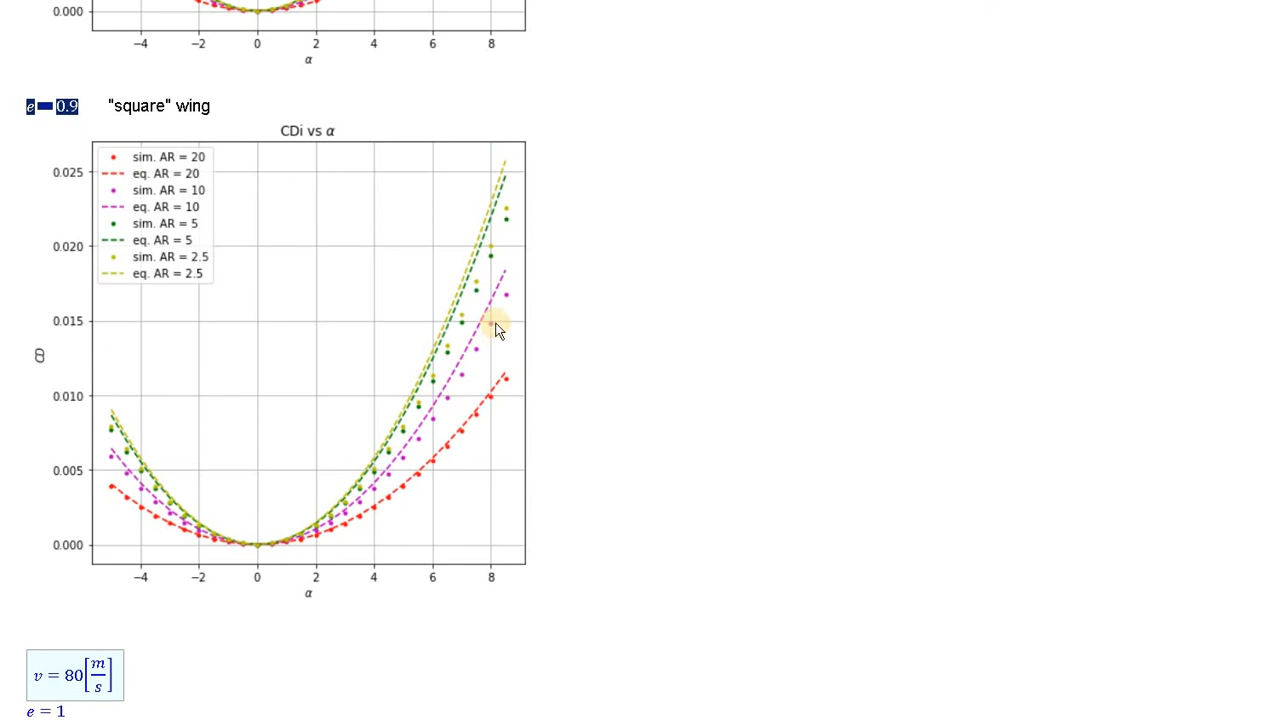 0.000
−4 −2 0 2 4 6 8
α
e = 0.9 "square" wing
CDi vs α
sim. AR = 20
eq. AR = 20
sim. AR = 10
eq. AR = 10
sim. AR = 5
eq. AR = 5
sim. AR = 2.5
eq. AR = 2.5
0.025
0.020
0.015
CD
0.010
0.005
0.000
−4 −2 0 2 4 6 8
α
v = 80[m/s]
e = 1